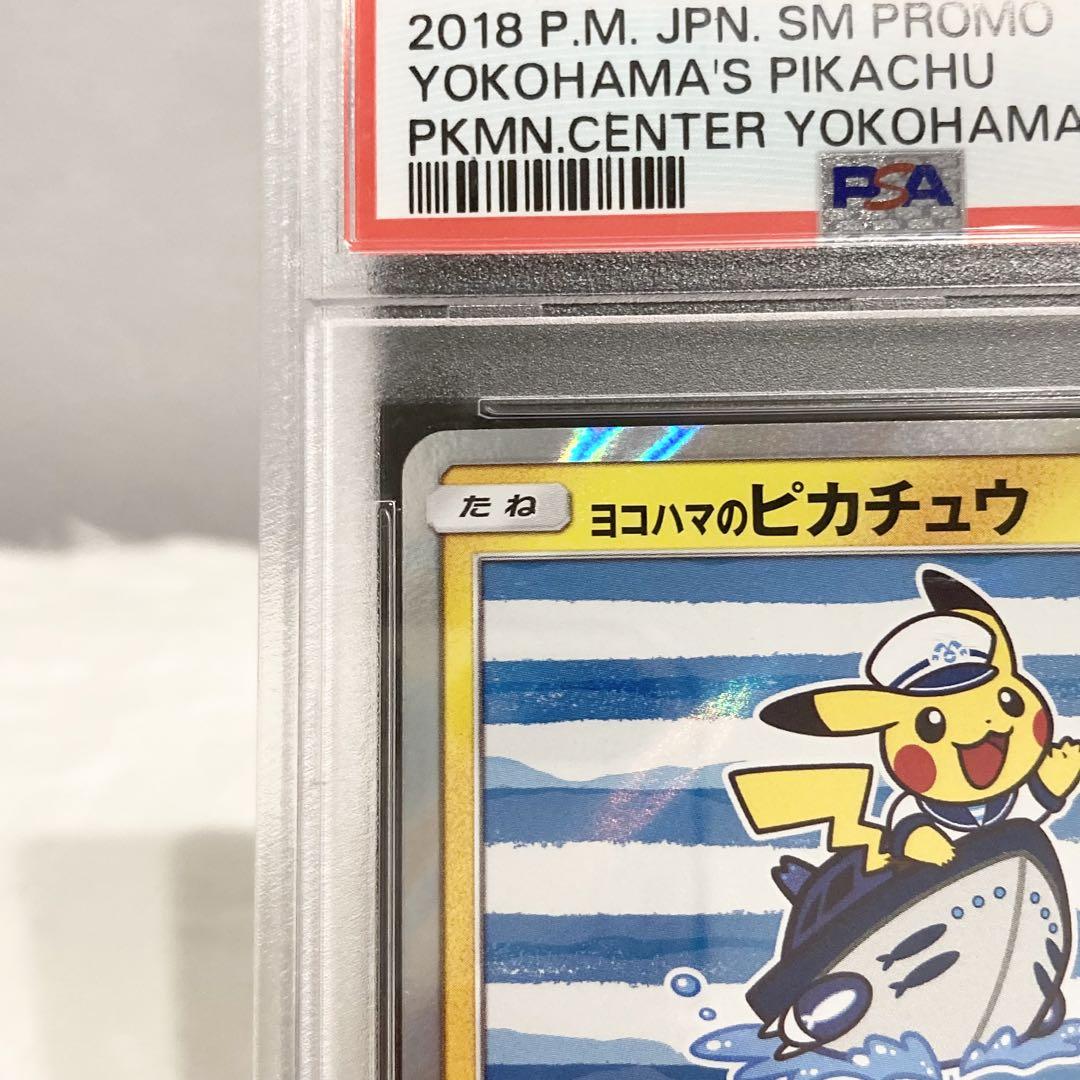 2018 P.M. JPN. SM PROMO
YOKOHAMA'S PIKACHU
PKMN.CENTER YOKOHAMA
PSA
たね
ヨコハマのピカチュウ